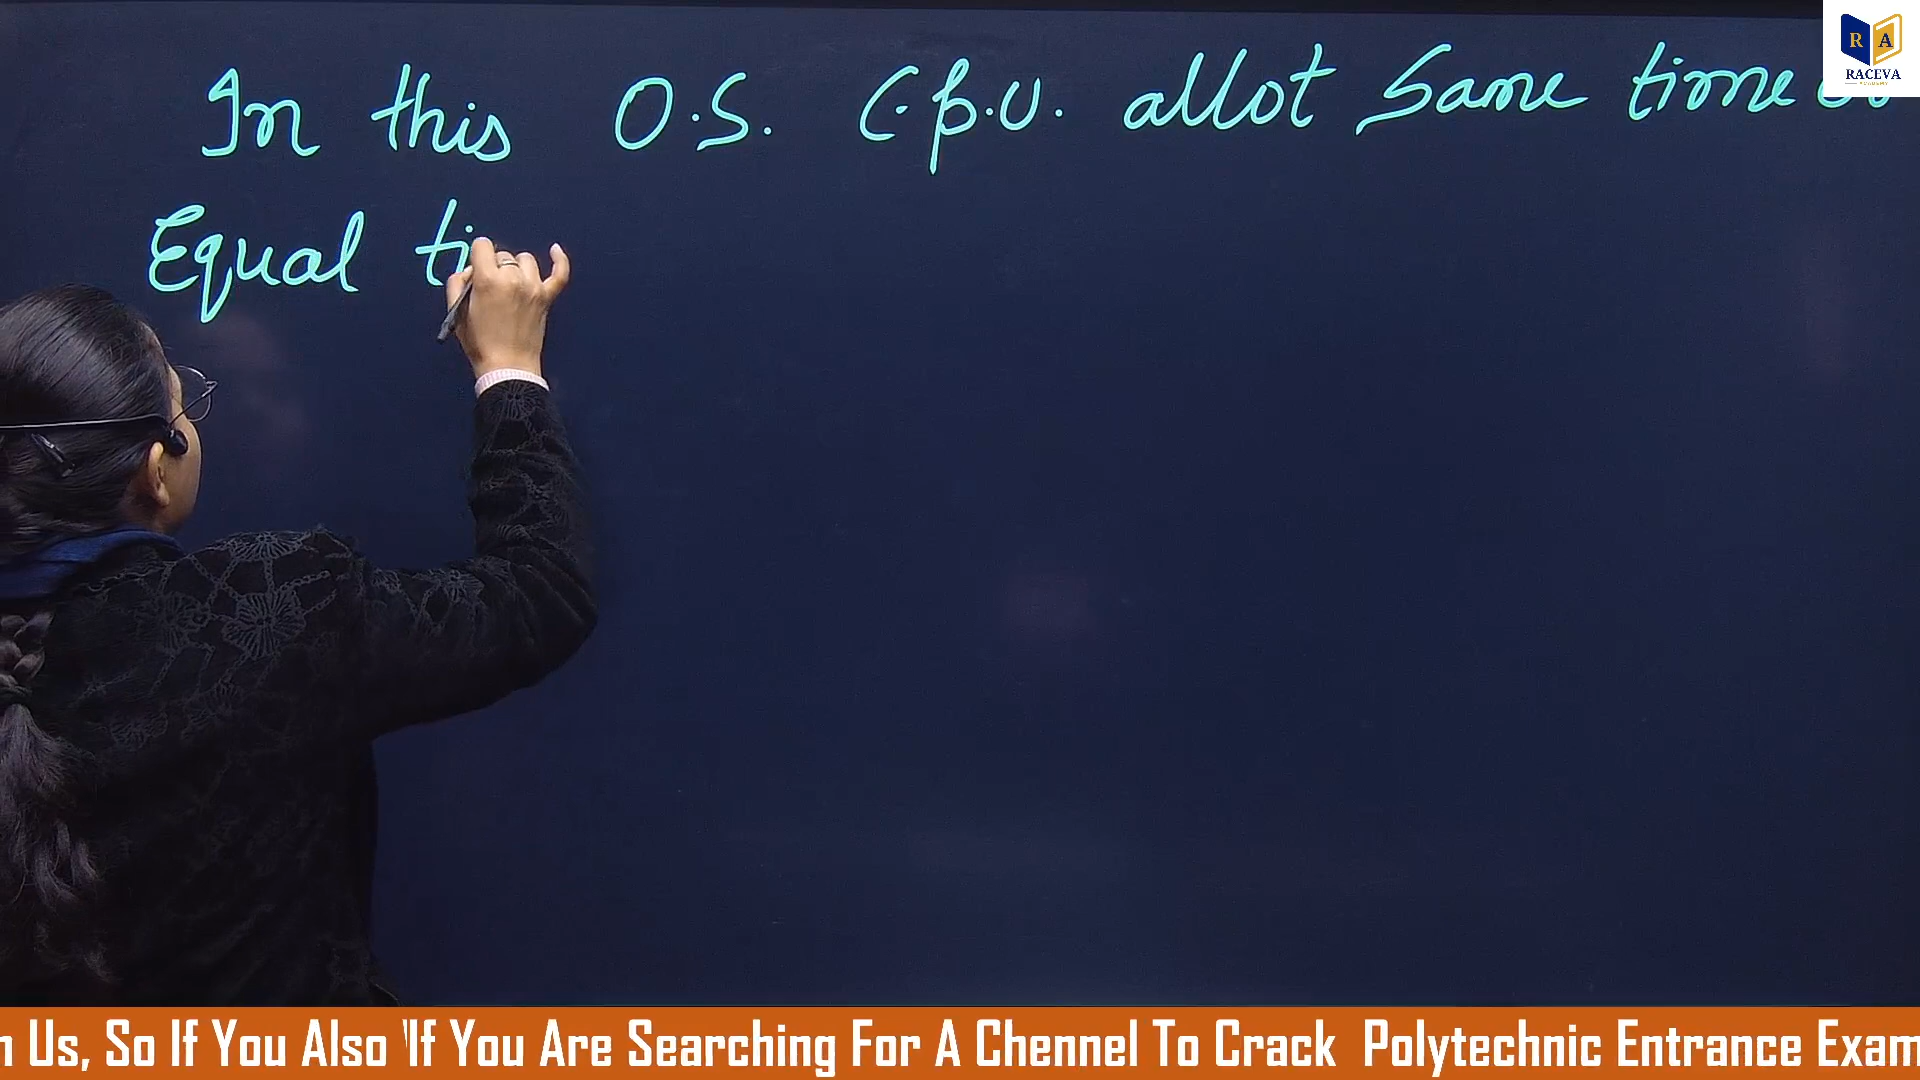 R A
RACEVA
ACADEMY
In this O.S. C.P.U. allot Same time
Equal ti
Us, So If You Also If You Are Searching For A Chennel To Crack Polytechnic Entrance Exam